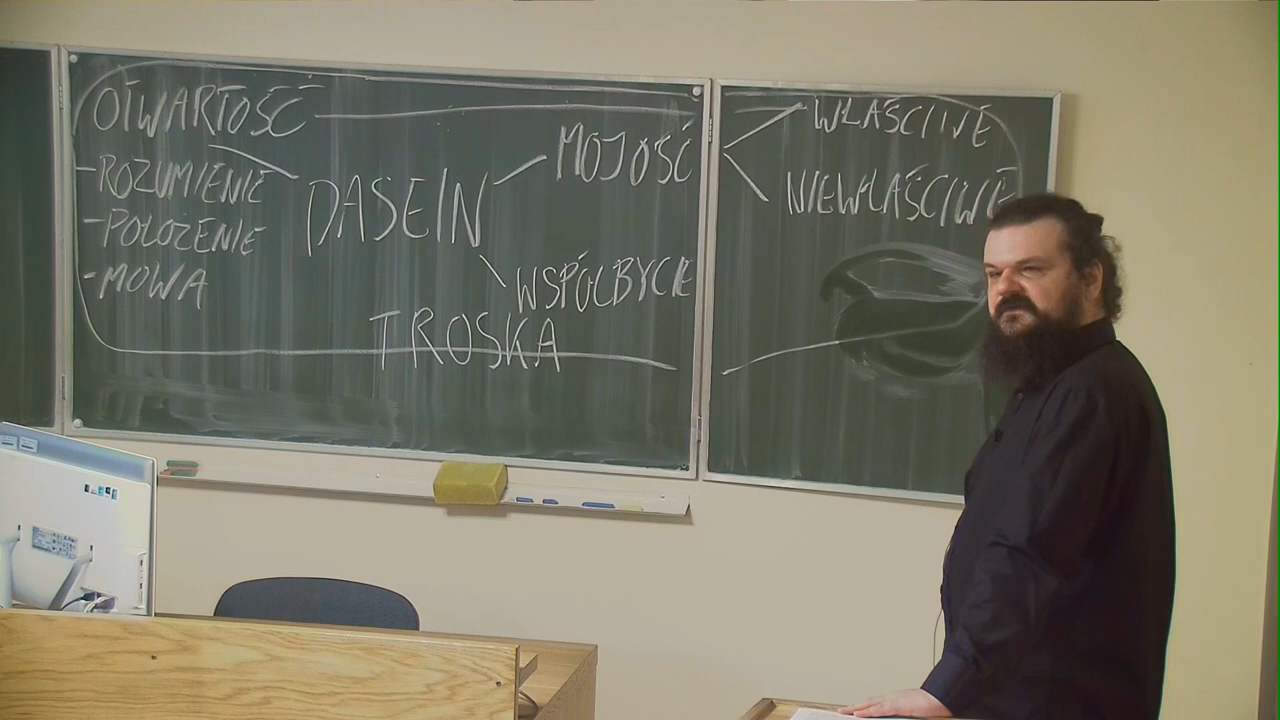 OTWARTOŚĆ
-ROZUMIENIE
-POŁOŻENIE
-MOWA
DASEIN
MOJOŚĆ
WSPÓŁBYCIE
TROSKA
WŁAŚCIWE
NIEWŁAŚCIWE